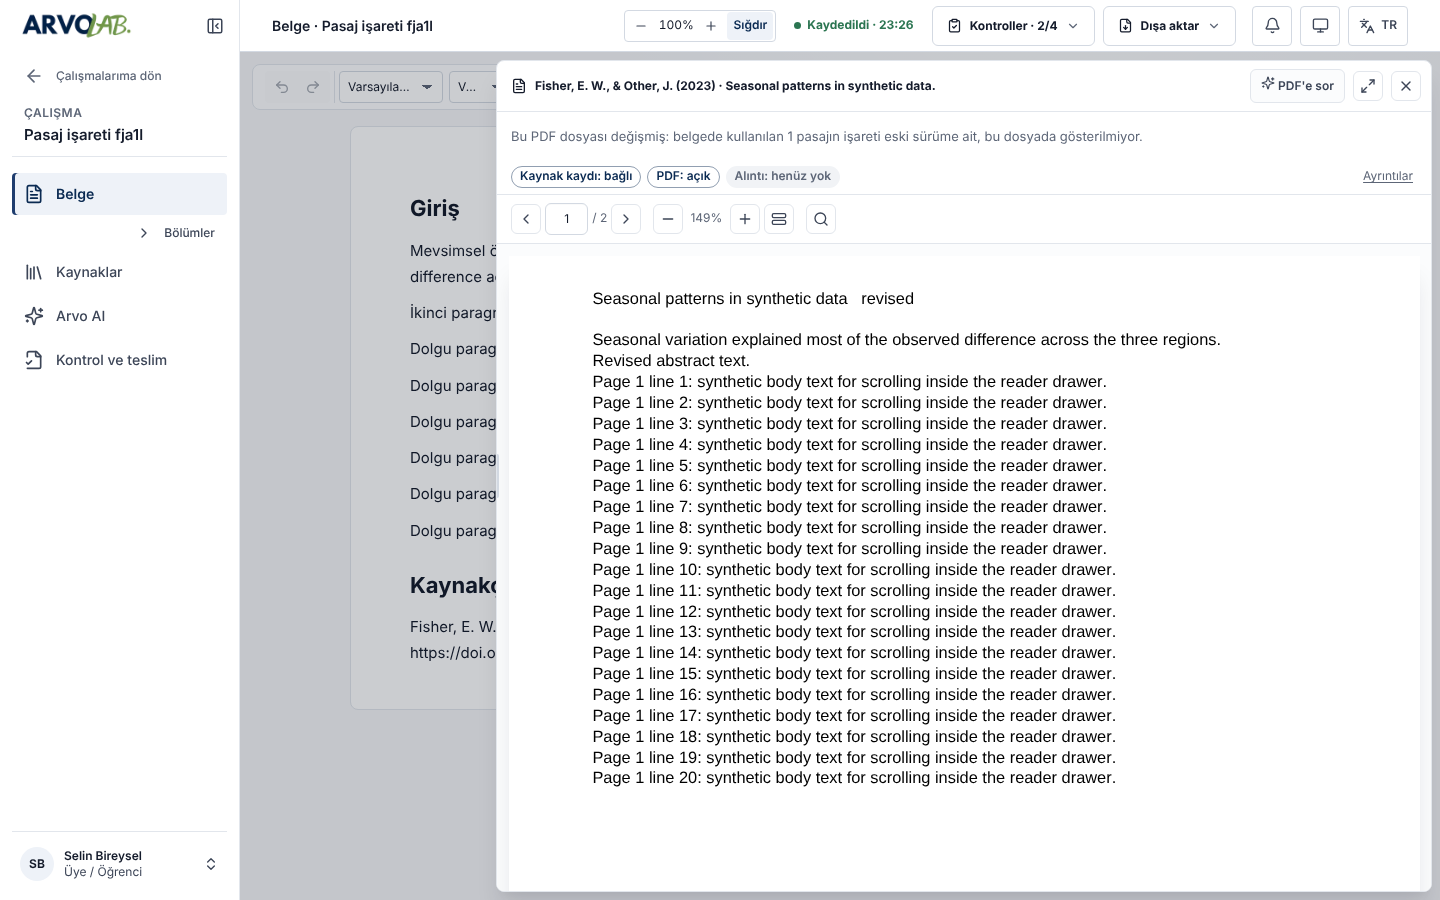 ARVOLAB.
Çalışmalarıma dön
ÇALIŞMA
Pasaj işareti fja1l
Belge
Bölümler
Kaynaklar
Arvo AI
Kontrol ve teslim
SB
Selin Bireysel
Üye / Öğrenci
Belge · Pasaj işareti fja1l
100%
Sığdır
Kaydedildi · 23:26
Kontroller · 2/4
Dışa aktar
TR
Varsayıla...
V...
Giriş
Mevsimsel ö
difference a
İkinci paragr
Dolgu parag
Dolgu parag
Dolgu parag
Dolgu parag
Dolgu parag
Dolgu parag
Kaynakç
Fisher, E. W.
https://doi.o
Fisher, E. W., & Other, J. (2023) · Seasonal patterns in synthetic data.
PDF'e sor
Bu PDF dosyası değişmiş: belgede kullanılan 1 pasajın işareti eski sürüme ait, bu dosyada gösterilmiyor.
Kaynak kaydı: bağlı
PDF: açık
Alıntı: henüz yok
Ayrıntılar
1 / 2
149%
Seasonal patterns in synthetic data revised
Seasonal variation explained most of the observed difference across the three regions.
Revised abstract text.
Page 1 line 1: synthetic body text for scrolling inside the reader drawer.
Page 1 line 2: synthetic body text for scrolling inside the reader drawer.
Page 1 line 3: synthetic body text for scrolling inside the reader drawer.
Page 1 line 4: synthetic body text for scrolling inside the reader drawer.
Page 1 line 5: synthetic body text for scrolling inside the reader drawer.
Page 1 line 6: synthetic body text for scrolling inside the reader drawer.
Page 1 line 7: synthetic body text for scrolling inside the reader drawer.
Page 1 line 8: synthetic body text for scrolling inside the reader drawer.
Page 1 line 9: synthetic body text for scrolling inside the reader drawer.
Page 1 line 10: synthetic body text for scrolling inside the reader drawer.
Page 1 line 11: synthetic body text for scrolling inside the reader drawer.
Page 1 line 12: synthetic body text for scrolling inside the reader drawer.
Page 1 line 13: synthetic body text for scrolling inside the reader drawer.
Page 1 line 14: synthetic body text for scrolling inside the reader drawer.
Page 1 line 15: synthetic body text for scrolling inside the reader drawer.
Page 1 line 16: synthetic body text for scrolling inside the reader drawer.
Page 1 line 17: synthetic body text for scrolling inside the reader drawer.
Page 1 line 18: synthetic body text for scrolling inside the reader drawer.
Page 1 line 19: synthetic body text for scrolling inside the reader drawer.
Page 1 line 20: synthetic body text for scrolling inside the reader drawer.